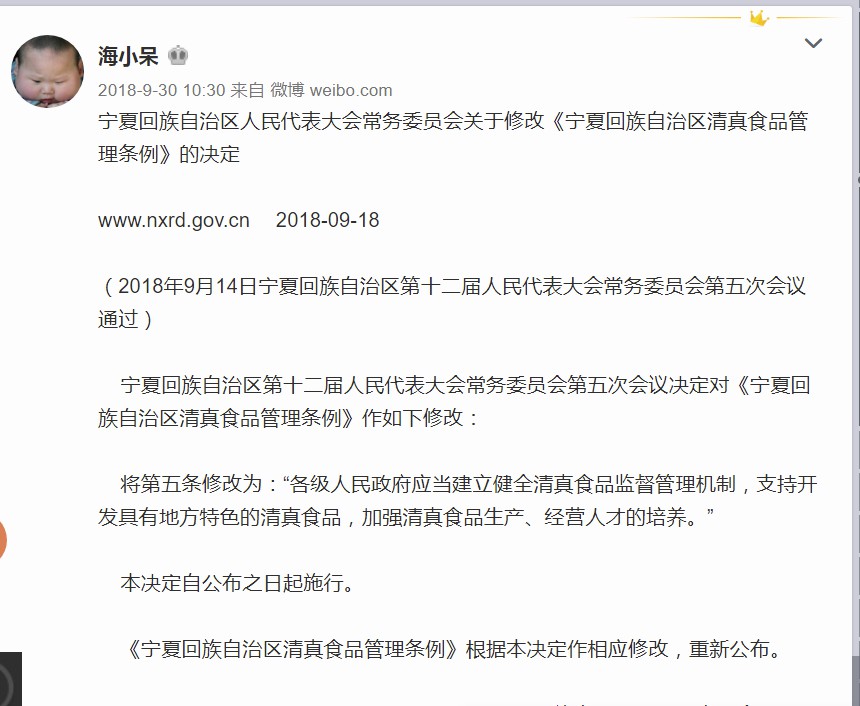 海小呆
2018-9-30 10:30 来自 微博 weibo.com
宁夏回族自治区人民代表大会常务委员会关于修改《宁夏回族自治区清真食品管
理条例》的决定
www.nxrd.gov.cn 2018-09-18
（2018年9月14日宁夏回族自治区第十二届人民代表大会常务委员会第五次会议
通过）
宁夏回族自治区第十二届人民代表大会常务委员会第五次会议决定对《宁夏回
族自治区清真食品管理条例》作如下修改：
将第五条修改为：“各级人民政府应当建立健全清真食品监督管理机制，支持开
发具有地方特色的清真食品，加强清真食品生产、经营人才的培养。”
本决定自公布之日起施行。
《宁夏回族自治区清真食品管理条例》根据本决定作相应修改，重新公布。